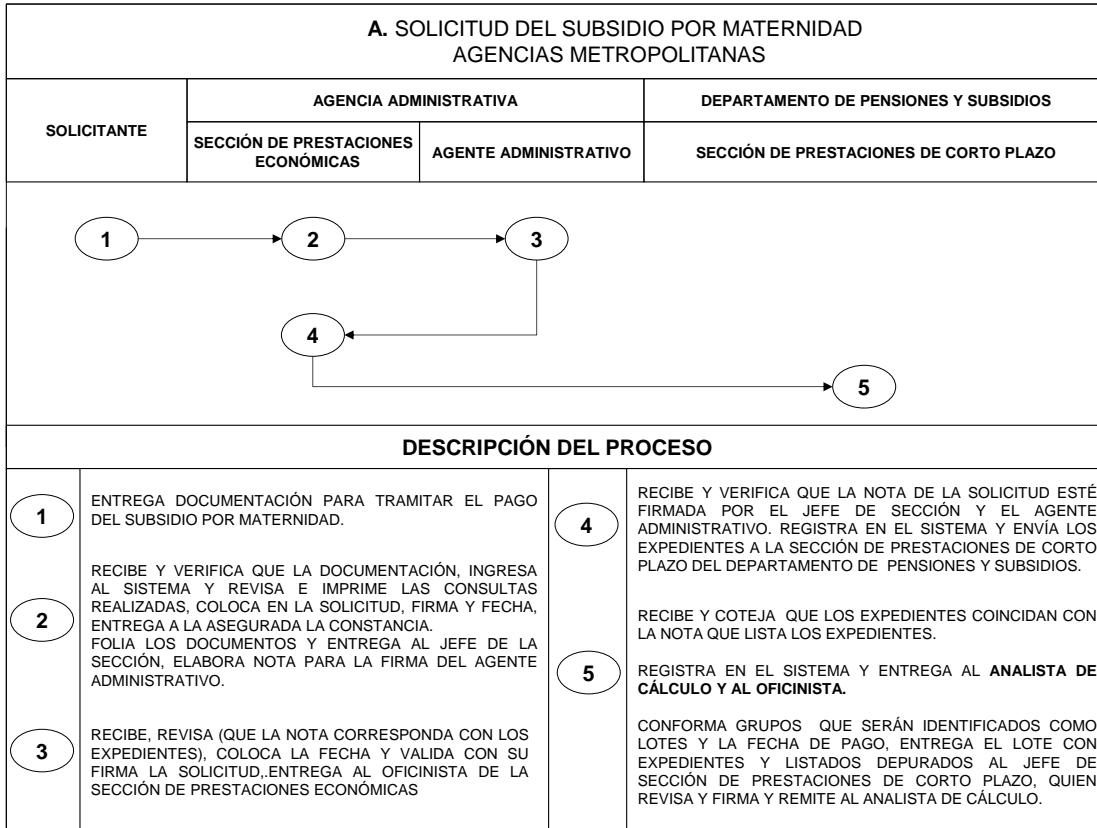 A. SOLICITUD DEL SUBSIDIO POR MATERNIDAD
AGENCIAS METROPOLITANAS
SOLICITANTE
AGENCIA ADMINISTRATIVA
DEPARTAMENTO DE PENSIONES Y SUBSIDIOS
SECCIÓN DE PRESTACIONES
ECONÓMICAS
AGENTE ADMINISTRATIVO
SECCIÓN DE PRESTACIONES DE CORTO PLAZO
1
2
3
4
5
DESCRIPCIÓN DEL PROCESO
1
ENTREGA DOCUMENTACIÓN PARA TRAMITAR EL PAGO
DEL SUBSIDIO POR MATERNIDAD.
2
RECIBE Y VERIFICA QUE LA DOCUMENTACIÓN, INGRESA
AL SISTEMA Y REVISA E IMPRIME LAS CONSULTAS
REALIZADAS, COLOCA EN LA SOLICITUD, FIRMA Y FECHA,
ENTREGA A LA ASEGURADA LA CONSTANCIA.
FOLIA LOS DOCUMENTOS Y ENTREGA AL JEFE DE LA
SECCIÓN, ELABORA NOTA PARA LA FIRMA DEL AGENTE
ADMINISTRATIVO.
3
RECIBE, REVISA (QUE LA NOTA CORRESPONDA CON LOS
EXPEDIENTES), COLOCA LA FECHA Y VALIDA CON SU
FIRMA LA SOLICITUD,.ENTREGA AL OFICINISTA DE LA
SECCIÓN DE PRESTACIONES ECONÓMICAS
4
RECIBE Y VERIFICA QUE LA NOTA DE LA SOLICITUD ESTÉ
FIRMADA POR EL JEFE DE SECCIÓN Y EL AGENTE
ADMINISTRATIVO. REGISTRA EN EL SISTEMA Y ENVÍA LOS
EXPEDIENTES A LA SECCIÓN DE PRESTACIONES DE CORTO
PLAZO DEL DEPARTAMENTO DE PENSIONES Y SUBSIDIOS.
5
RECIBE Y COTEJA QUE LOS EXPEDIENTES COINCIDAN CON
LA NOTA QUE LISTA LOS EXPEDIENTES.
REGISTRA EN EL SISTEMA Y ENTREGA AL ANALISTA DE
CÁLCULO Y AL OFICINISTA.
CONFORMA GRUPOS QUE SERÁN IDENTIFICADOS COMO
LOTES Y LA FECHA DE PAGO, ENTREGA EL LOTE CON
EXPEDIENTES Y LISTADOS DEPURADOS AL JEFE DE
SECCIÓN DE PRESTACIONES DE CORTO PLAZO, QUIEN
REVISA Y FIRMA Y REMITE AL ANALISTA DE CÁLCULO.